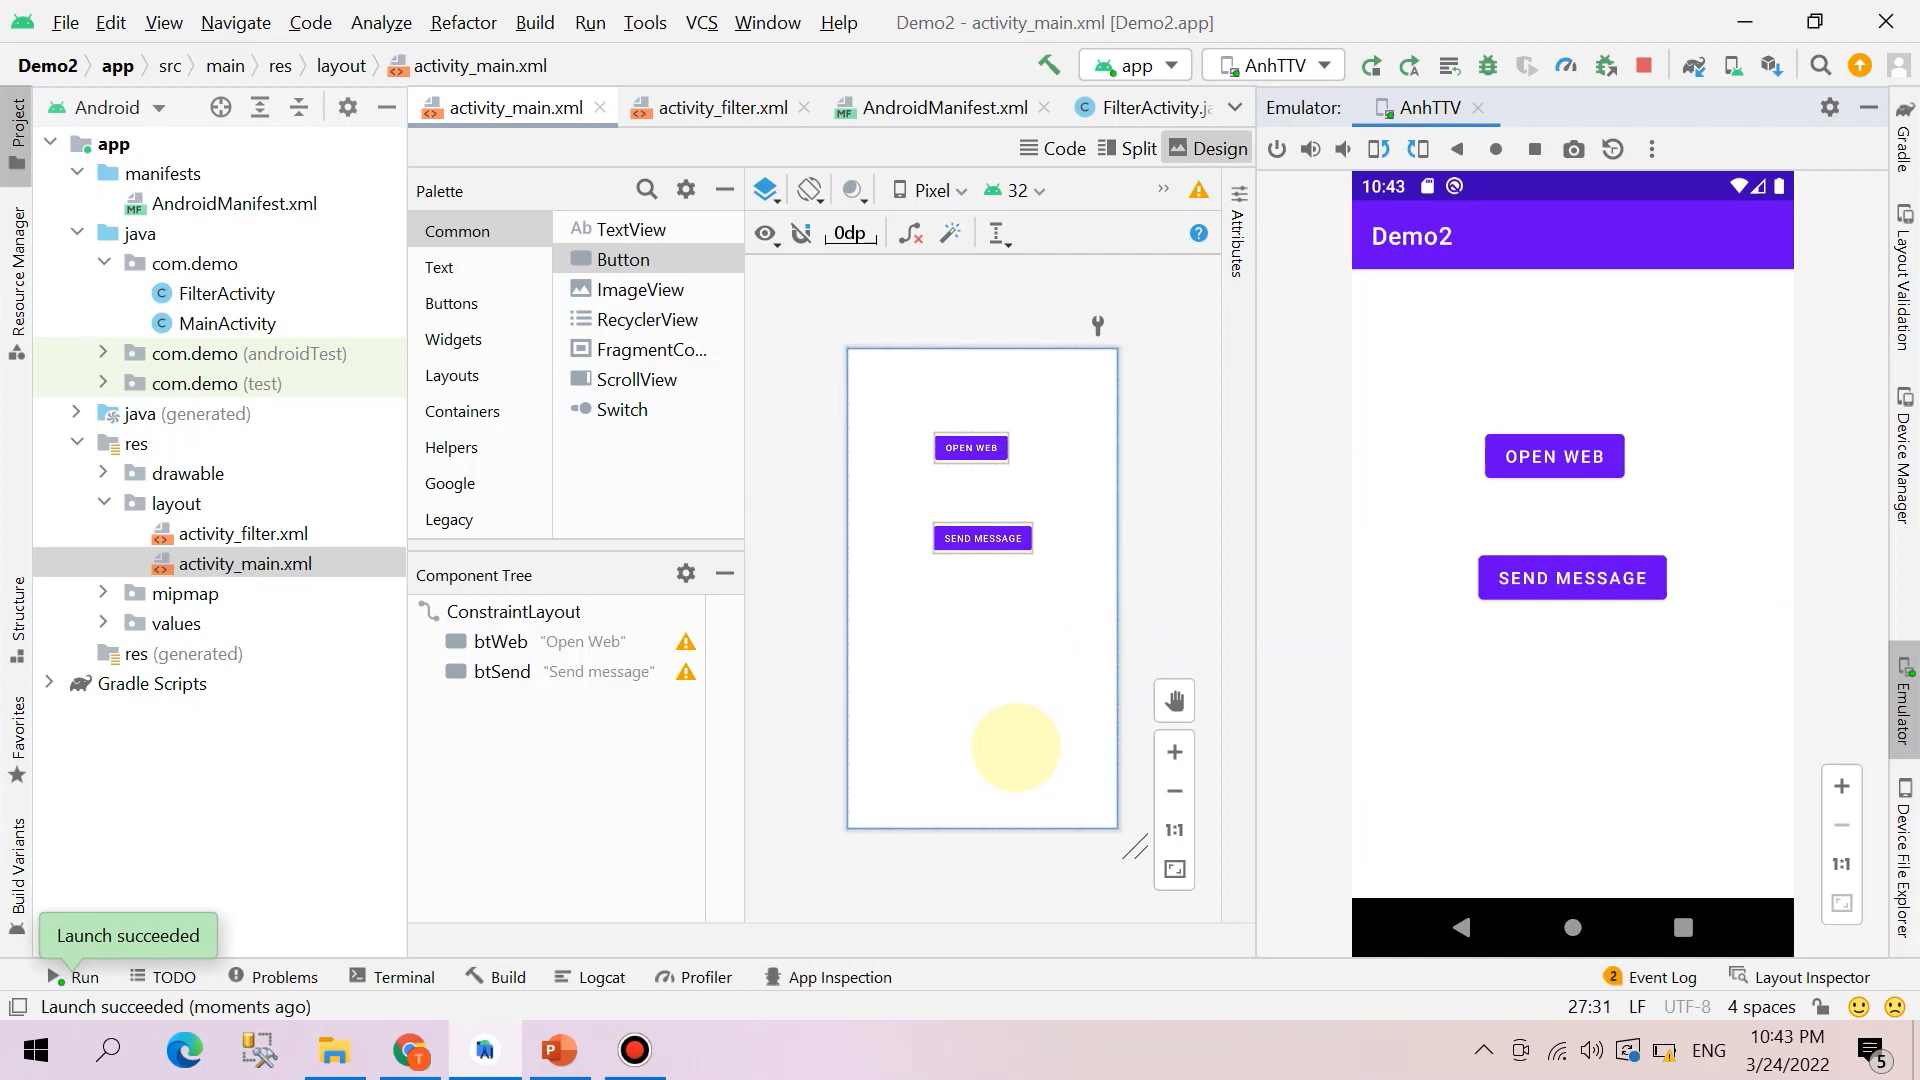 File Edit View Navigate Code Analyze Refactor Build Run Tools VCS Window Help Demo2 - activity_main.xml [Demo2.app]
Demo2 app src main res layout activity_main.xml app AnhTTV
Project
Android
activity_main.xml activity_filter.xml AndroidManifest.xml FilterActivity.ja
Emulator: AnhTTV
Code Split Design
app
manifests
AndroidManifest.xml
java
com.demo
FilterActivity
MainActivity
com.demo (androidTest)
com.demo (test)
java (generated)
res
drawable
layout
activity_filter.xml
activity_main.xml
mipmap
values
res (generated)
Gradle Scripts
Resource Manager
Structure
Favorites
Build Variants
Palette
Common
Text
Buttons
Widgets
Layouts
Containers
Helpers
Google
Legacy
Ab TextView
Button
ImageView
RecyclerView
FragmentCo...
ScrollView
Switch
Component Tree
ConstraintLayout
btWeb "Open Web"
btSend "Send message"
Pixel 32
0dp
OPEN WEB
SEND MESSAGE
1:1
Attributes
10:43
Demo2
OPEN WEB
SEND MESSAGE
1:1
Gradle
Layout Validation
Device Manager
Emulator
Device File Explorer
Launch succeeded
Run TODO Problems Terminal Build Logcat Profiler App Inspection 2 Event Log Layout Inspector
Launch succeeded (moments ago) 27:31 LF UTF-8 4 spaces
ENG 10:43 PM
3/24/2022 5